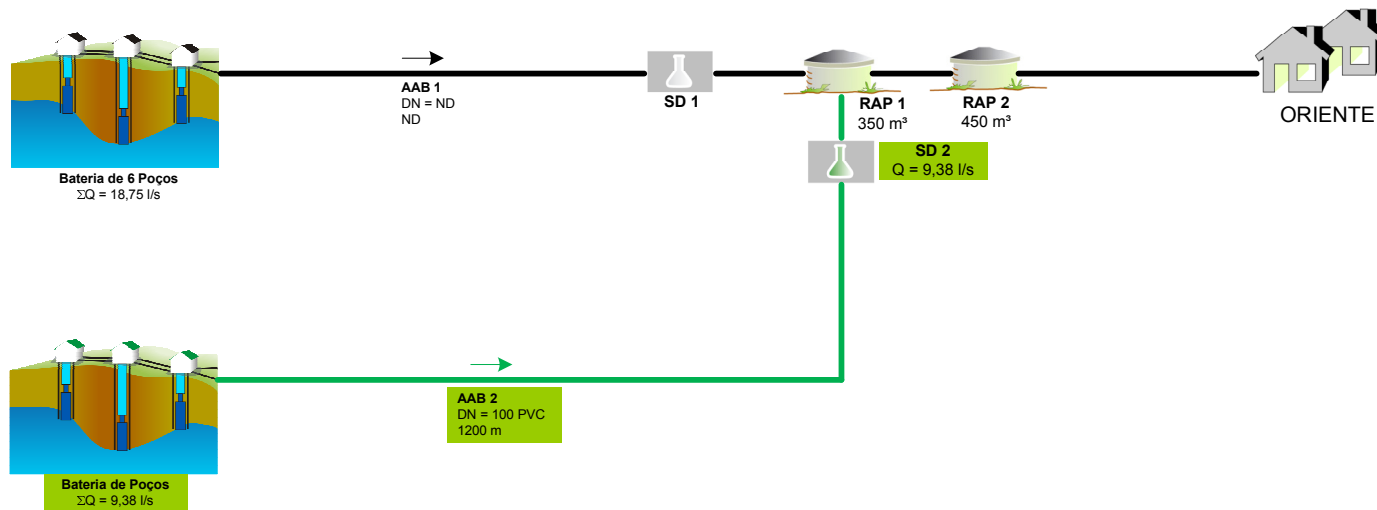 Bateria de 6 Poços
ΣQ = 18,75 l/s
AAB 1
DN = ND
ND
SD 1
RAP 1
350 m³
RAP 2
450 m³
ORIENTE
SD 2
Q = 9,38 l/s
AAB 2
DN = 100 PVC
1200 m
Bateria de Poços
ΣQ = 9,38 l/s